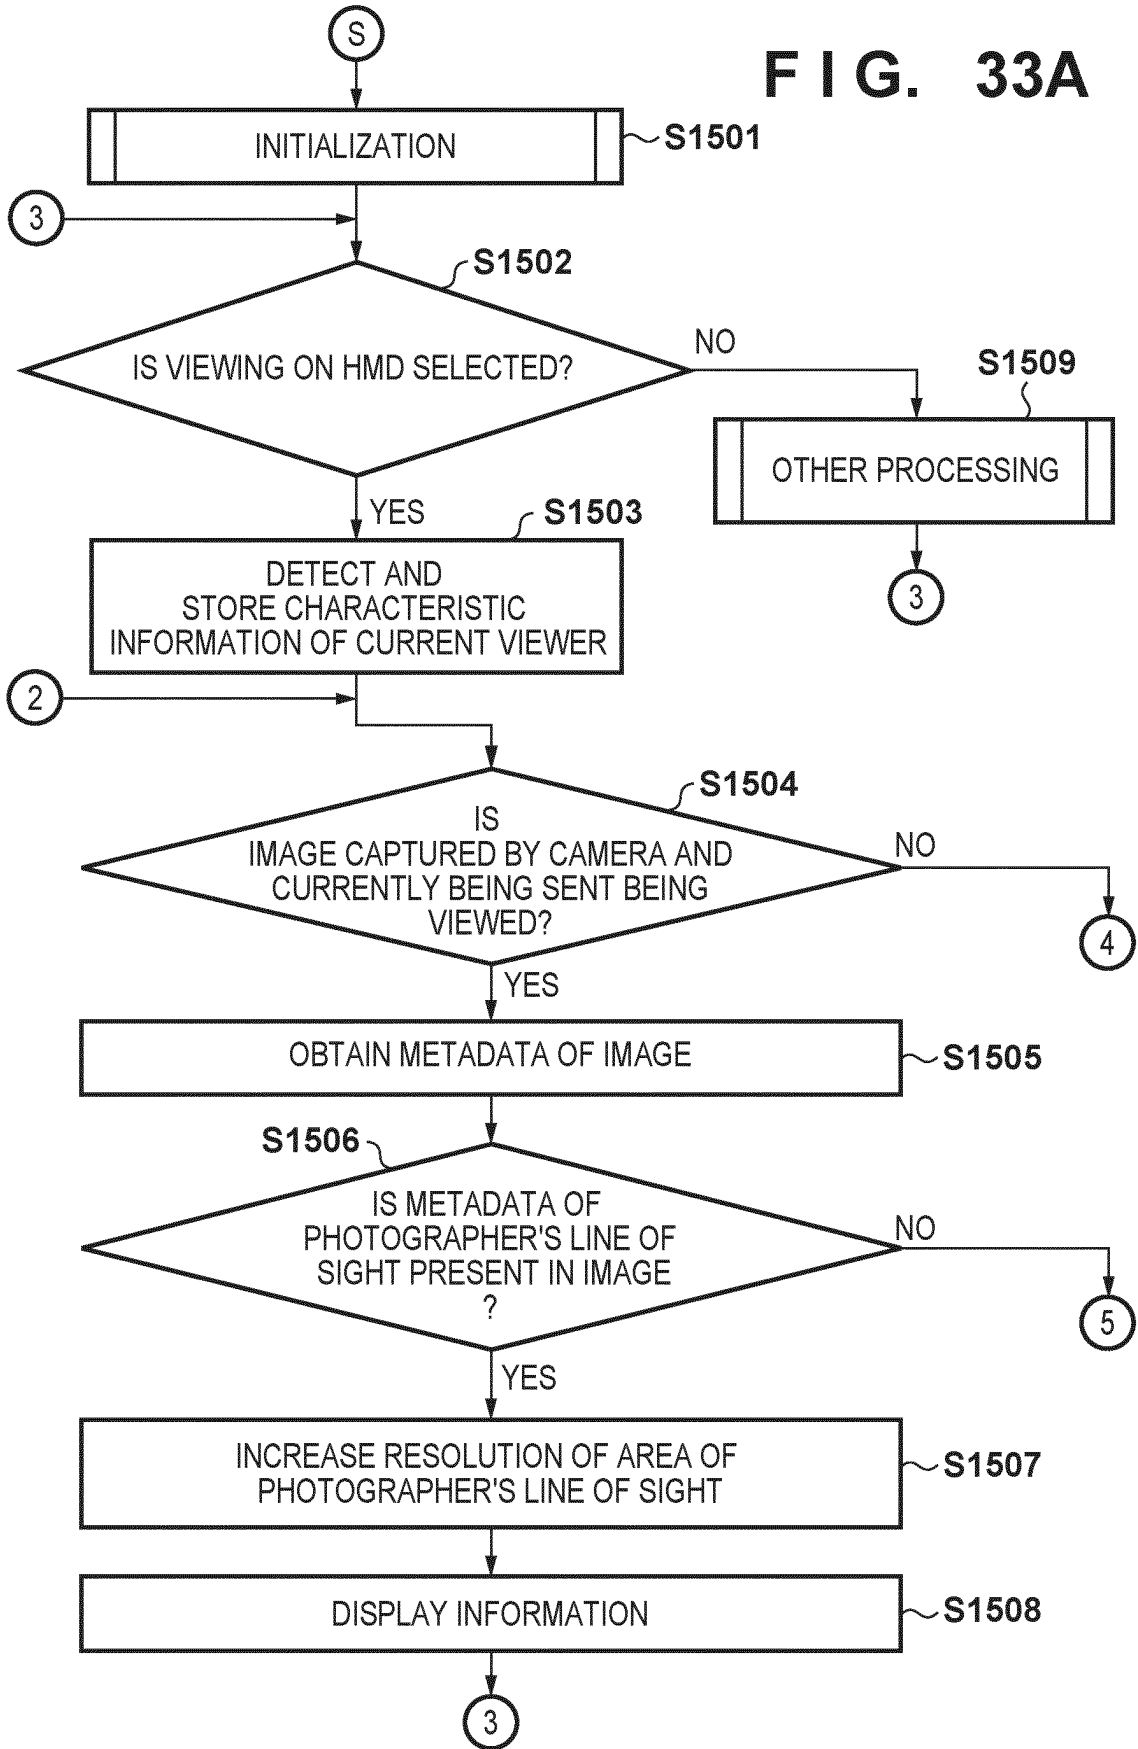 S
FIG. 33A
INITIALIZATION
S1501
3
S1502
IS VIEWING ON HMD SELECTED?
NO
S1509
OTHER PROCESSING
3
YES
S1503
DETECT AND
STORE CHARACTERISTIC
INFORMATION OF CURRENT VIEWER
2
S1504
IS
IMAGE CAPTURED BY CAMERA AND
CURRENTLY BEING SENT BEING
VIEWED?
NO
4
YES
OBTAIN METADATA OF IMAGE
S1505
S1506
IS METADATA OF
PHOTOGRAPHER'S LINE OF
SIGHT PRESENT IN IMAGE
?
NO
5
YES
INCREASE RESOLUTION OF AREA OF
PHOTOGRAPHER'S LINE OF SIGHT
S1507
DISPLAY INFORMATION
S1508
3